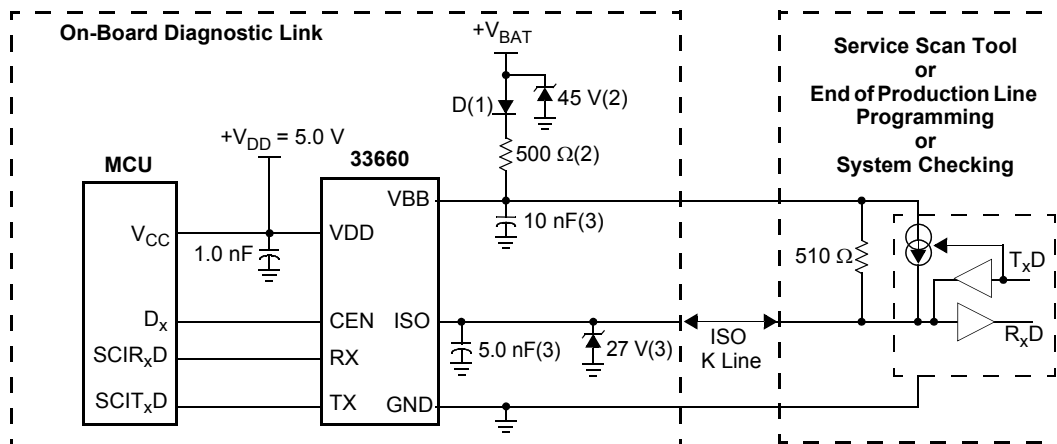 On-Board Diagnostic Link
+VBAT
D(1)
45 V(2)
+VDD = 5.0 V
500 Ω(2)
MCU
33660
VBB
10 nF(3)
VCC
1.0 nF
VDD
Dx
CEN
ISO
5.0 nF(3)
27 V(3)
SCIRxD
RX
SCITxD
TX
GND
ISO
K Line
Service Scan Tool
or
End of Production Line
Programming
or
System Checking
510 Ω
TxD
RxD